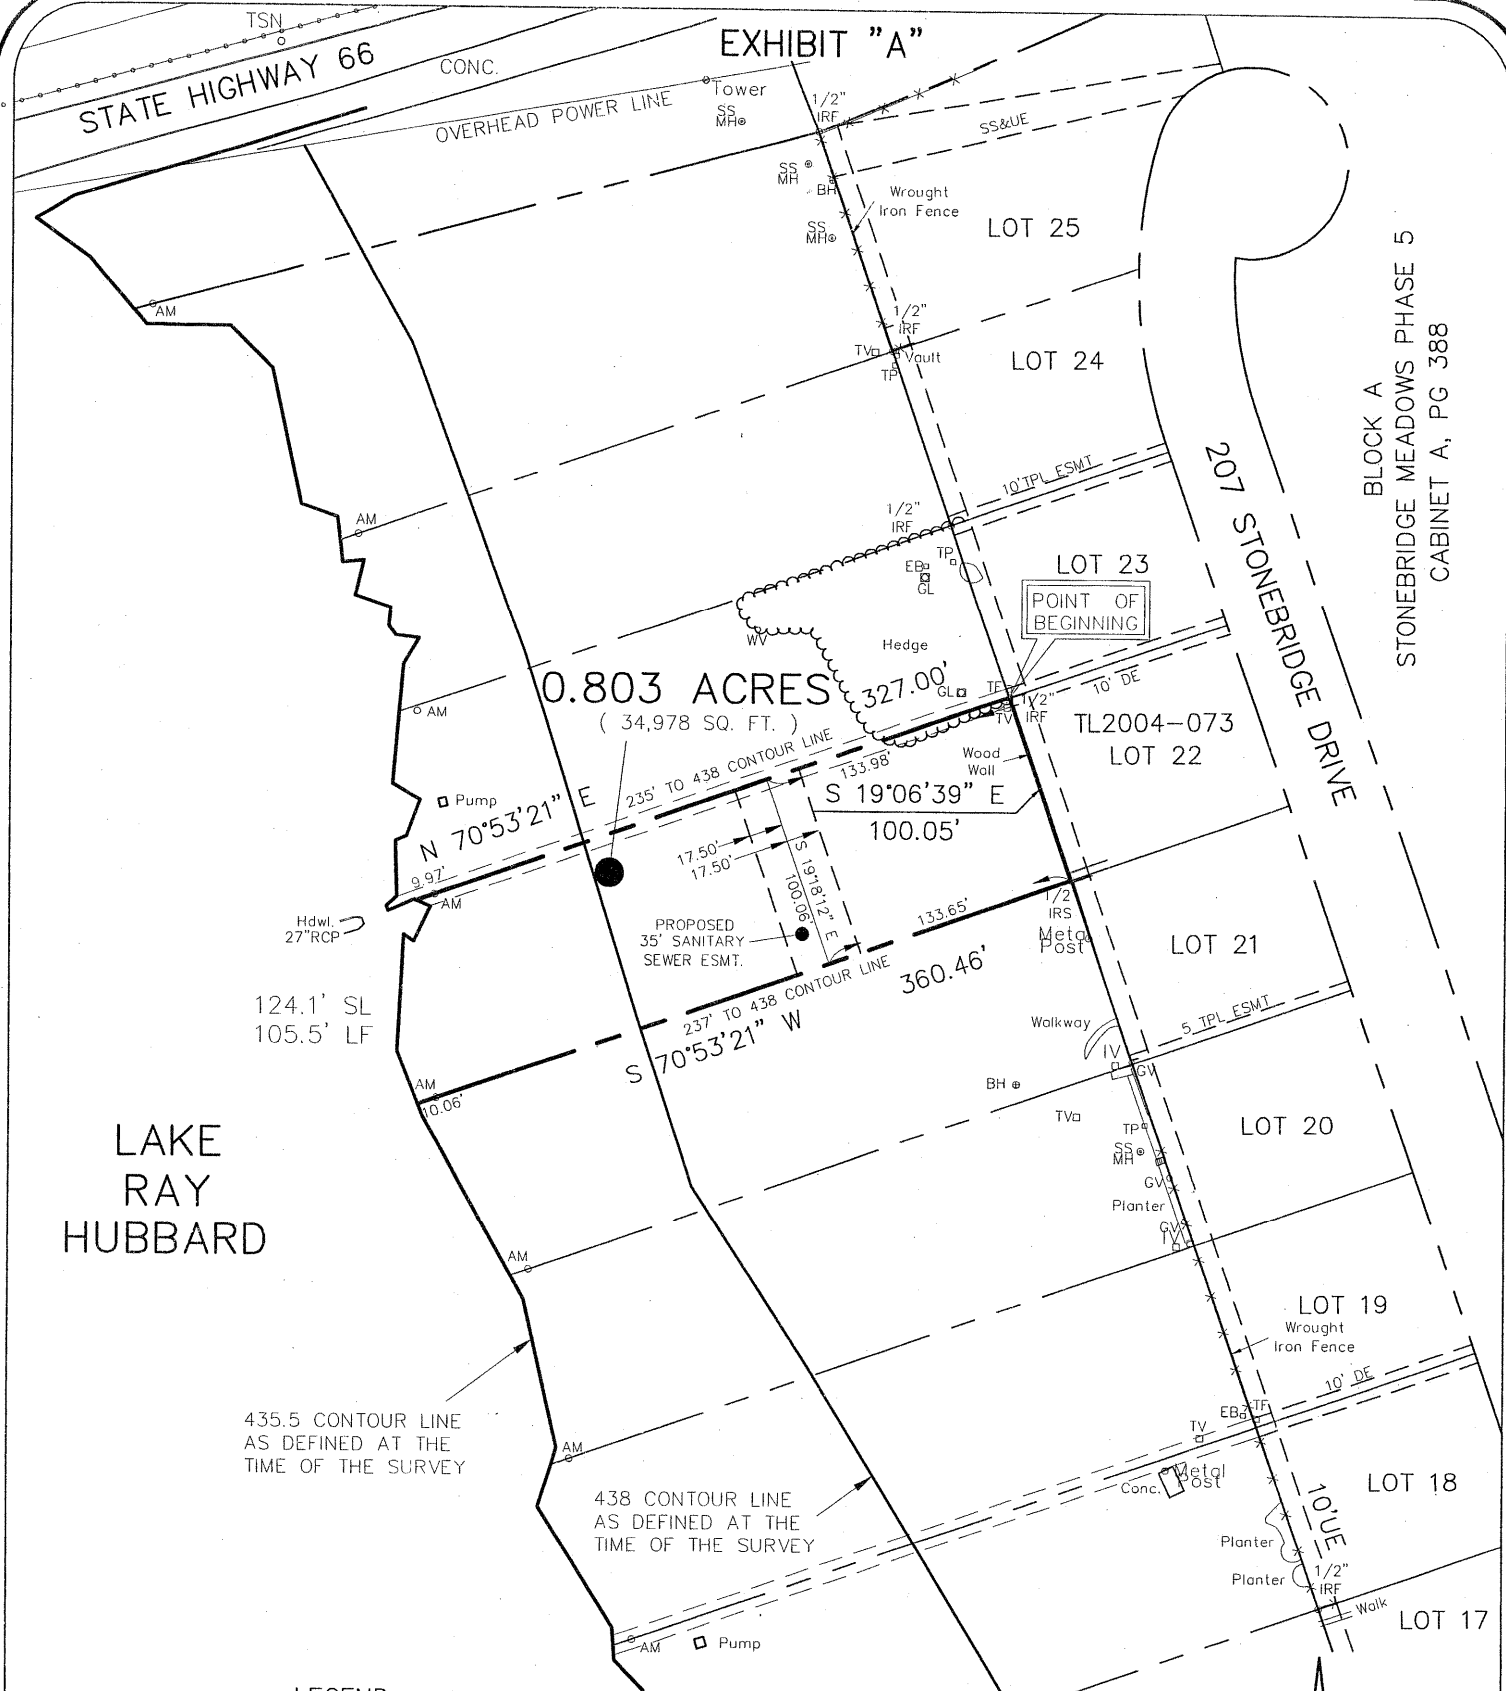 EXHIBIT "A"
TSN
STATE HIGHWAY 66
CONC.
OVERHEAD POWER LINE
Tower
SS
MH
1/2"
IRF
SS&UE
SS
MH
BH
Wrought
Iron Fence
SS
MH
LOT 25
AM
1/2"
IRF
TV
Vault
TP
LOT 24
BLOCK A
STONEBRIDGE MEADOWS PHASE 5
CABINET A, PG 388
207 STONEBRIDGE DRIVE
10'TPL ESMT
1/2"
IRF
AM
TP
EB
GL
LOT 23
POINT OF
BEGINNING
WV
Hedge
0.803 ACRES
( 34,978 SQ. FT. )
327.00'
GL
TF
TV
1/2"
IRF
10' DE
AM
TL2004-073
LOT 22
235' TO 438 CONTOUR LINE
133.98'
Wood
Wall
S 19°06'39" E
100.05'
Pump
N 70°53'21" E
9.97'
AM
17.50'
17.50'
S 19°18'12" E
100.06'
Hdwl.
27"RCP
PROPOSED
35' SANITARY
SEWER ESMT.
133.65'
1/2
IRS
Metal
Post
LOT 21
237' TO 438 CONTOUR LINE
360.46'
S 70°53'21" W
124.1' SL
105.5' LF
5 TPL ESMT
Walkway
IV
GV
BH
AM
10.06'
TV
TP
SS
MH
LOT 20
LAKE
RAY
HUBBARD
GV
Planter
GV
TV
AM
LOT 19
Wrought
Iron Fence
10' DE
435.5 CONTOUR LINE
AS DEFINED AT THE
TIME OF THE SURVEY
EB
TF
TV
AM
Metal
Post
Conc.
438 CONTOUR LINE
AS DEFINED AT THE
TIME OF THE SURVEY
LOT 18
10'UE
Planter
Planter
1/2"
IRF
Walk
LOT 17
AM
Pump
LEGEND